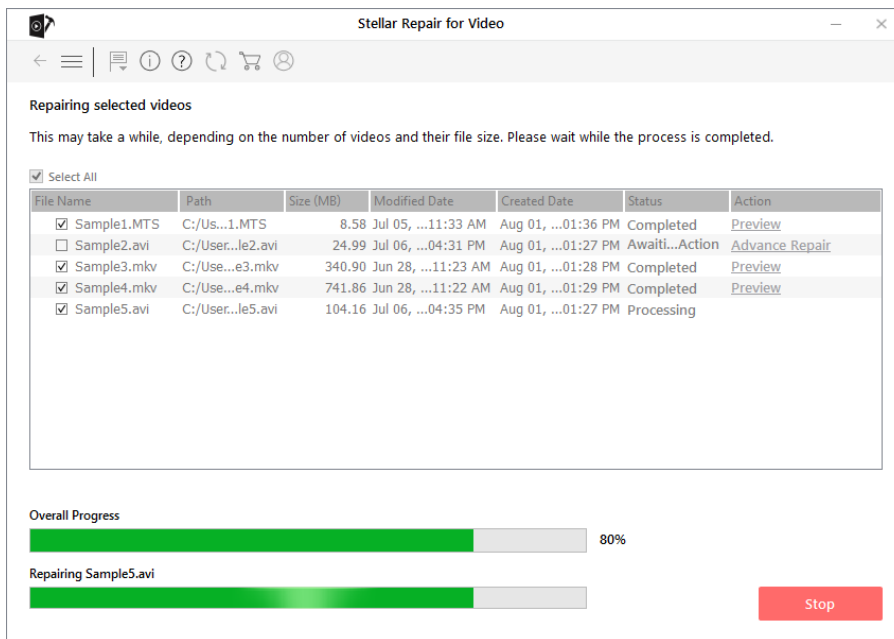 Stellar Repair for Video
Repairing selected videos
This may take a while, depending on the number of videos and their file size. Please wait while the process is completed.
Select All
File Name Path Size (MB) Modified Date Created Date Status Action
Sample1.MTS C:/Us...1.MTS 8.58 Jul 05, ...11:33 AM Aug 01, ...01:36 PM Completed Preview
Sample2.avi C:/User...le2.avi 24.99 Jul 06, ...04:31 PM Aug 01, ...01:27 PM Awaiti...Action Advance Repair
Sample3.mkv C:/Use...e3.mkv 340.90 Jun 28, ...11:23 AM Aug 01, ...01:28 PM Completed Preview
Sample4.mkv C:/Use...e4.mkv 741.86 Jun 28, ...11:22 AM Aug 01, ...01:29 PM Completed Preview
Sample5.avi C:/User...le5.avi 104.16 Jul 06, ...04:35 PM Aug 01, ...01:27 PM Processing
Overall Progress
80%
Repairing Sample5.avi
Stop